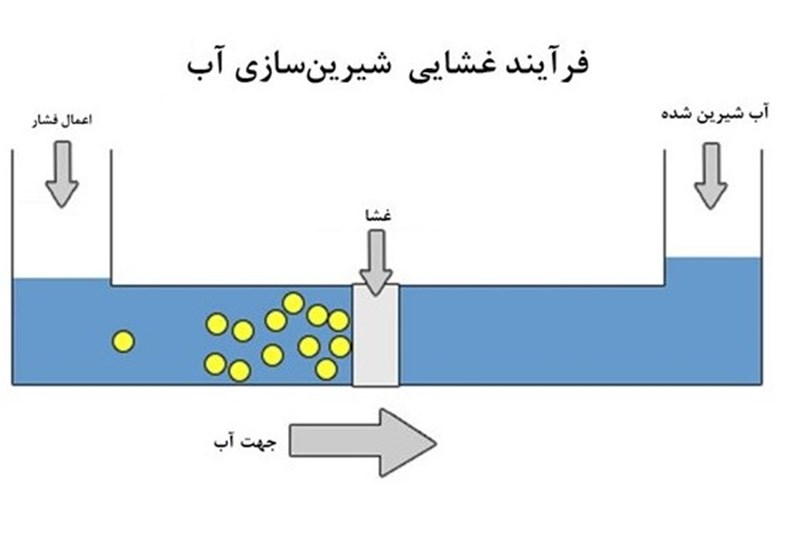 فرآیند غشایی شیرین‌سازی آب
آب شیرین شده
اعمال فشار
غشا
جهت آب